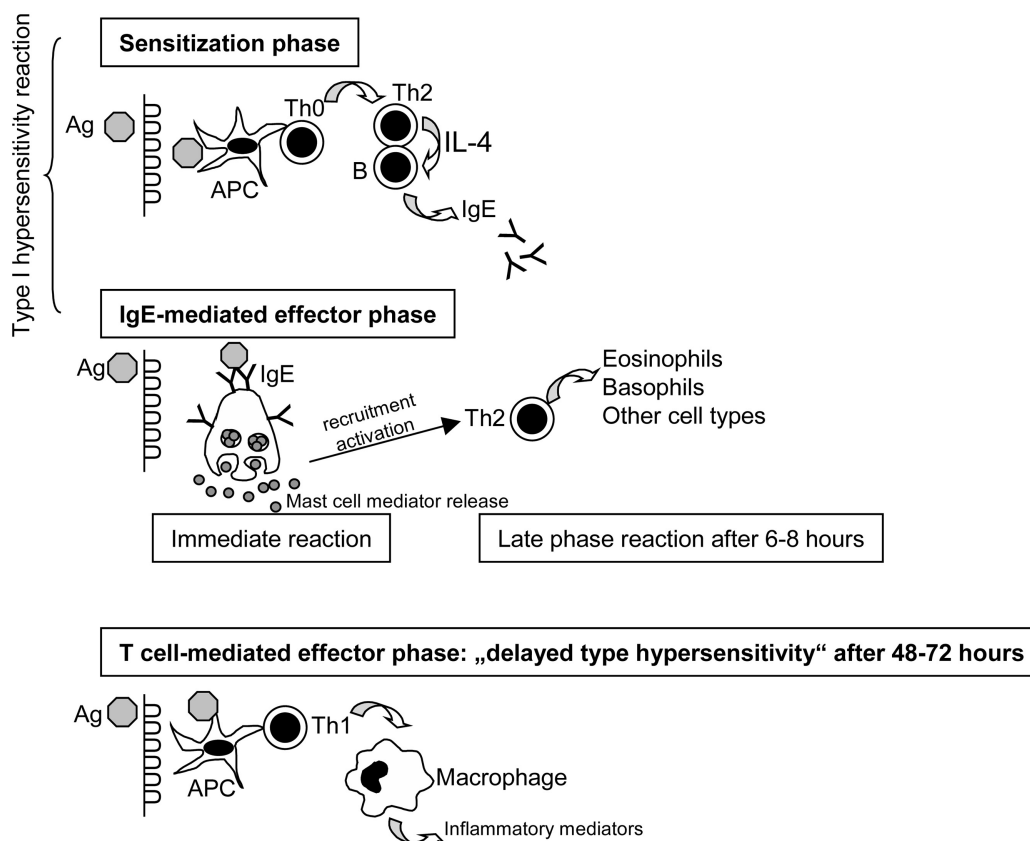 Type I hypersensitivity reaction
Sensitization phase
Ag
APC
Th0
Th2
IL-4
B
IgE
IgE-mediated effector phase
Ag
IgE
recruitment
activation
Th2
Eosinophils
Basophils
Other cell types
Mast cell mediator release
Immediate reaction
Late phase reaction after 6-8 hours
T cell-mediated effector phase: „delayed type hypersensitivity“ after 48-72 hours
Ag
APC
Th1
Macrophage
Inflammatory mediators